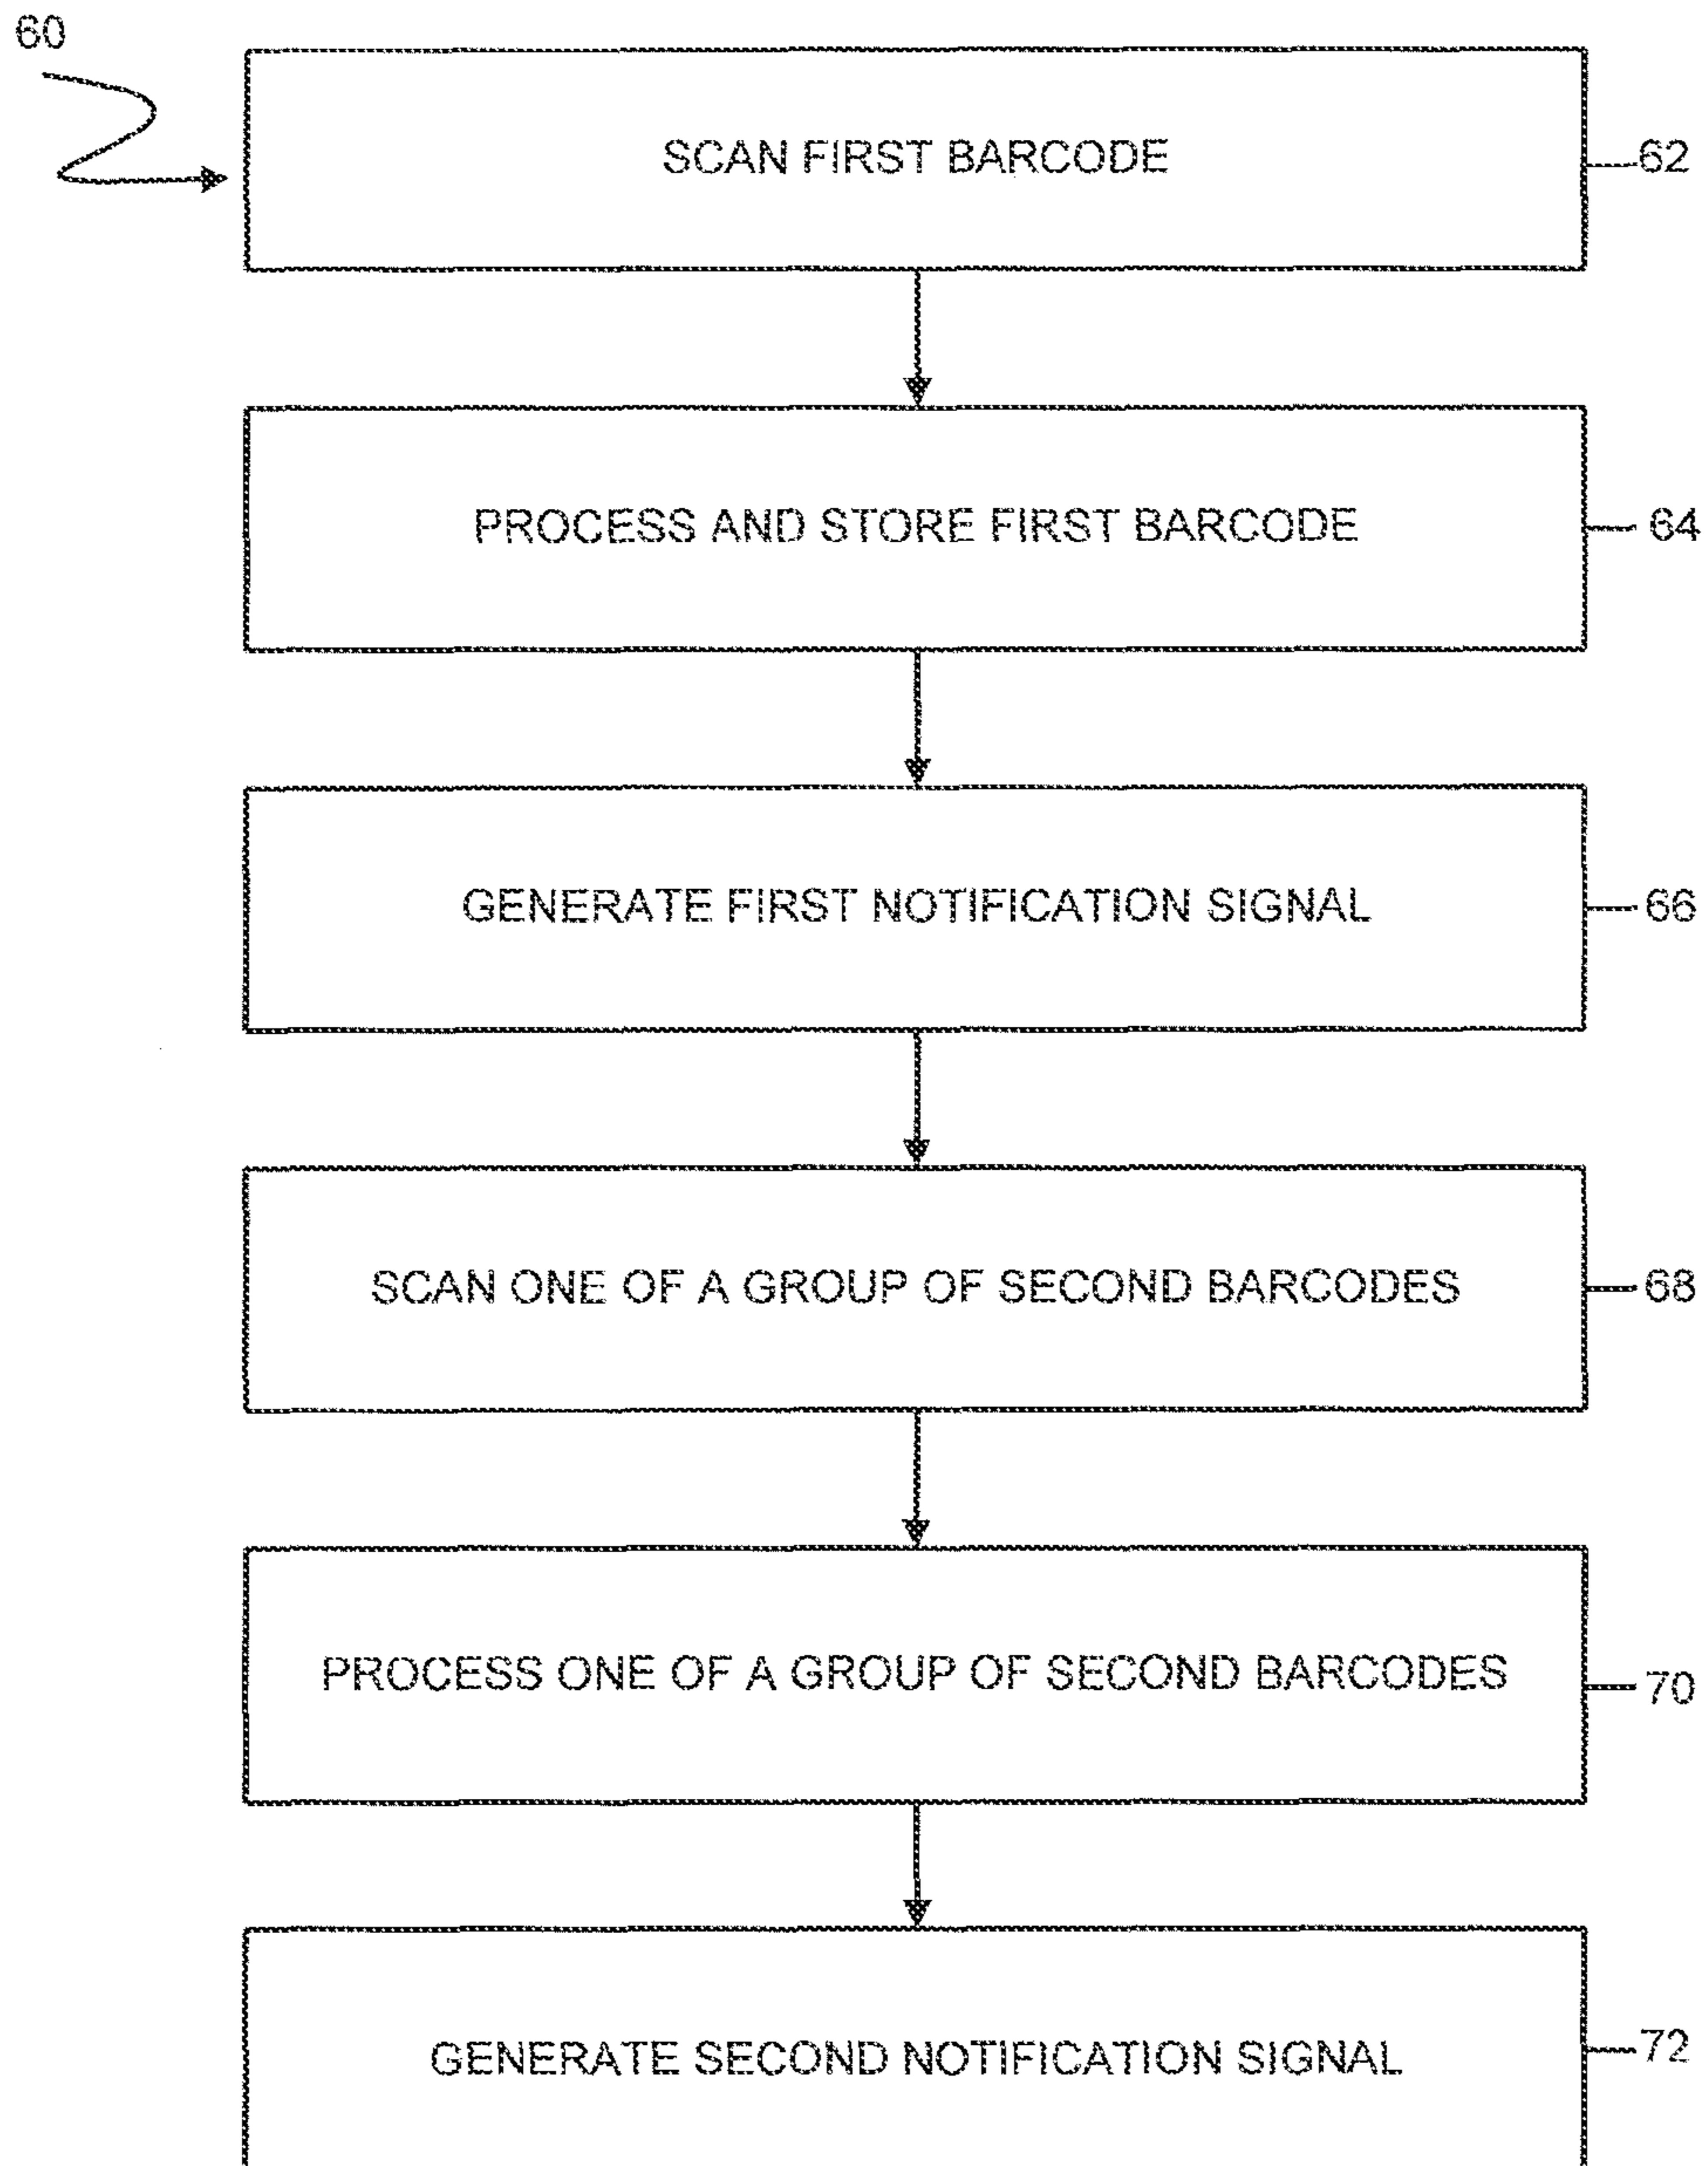 60
SCAN FIRST BARCODE
62
PROCESS AND STORE FIRST BARCODE
64
GENERATE FIRST NOTIFICATION SIGNAL
66
SCAN ONE OF A GROUP OF SECOND BARCODES
68
PROCESS ONE OF A GROUP OF SECOND BARCODES
70
GENERATE SECOND NOTIFICATION SIGNAL
72